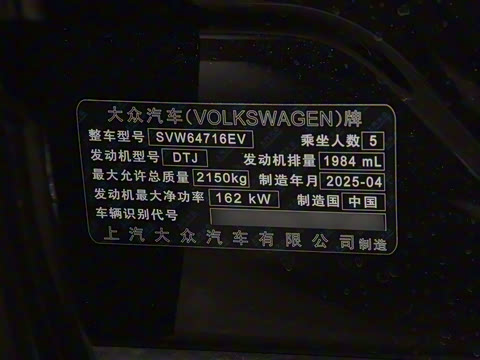 大众汽车(VOLKSWAGEN)牌
整车型号 SVW64716EV 乘坐人数 5
发动机型号 DTJ 发动机排量 1984 mL
最大允许总质量 2150kg 制造年月 2025-04
发动机最大净功率 162 kW 制造国 中国
车辆识别代号
上汽大众汽车有限公司制造